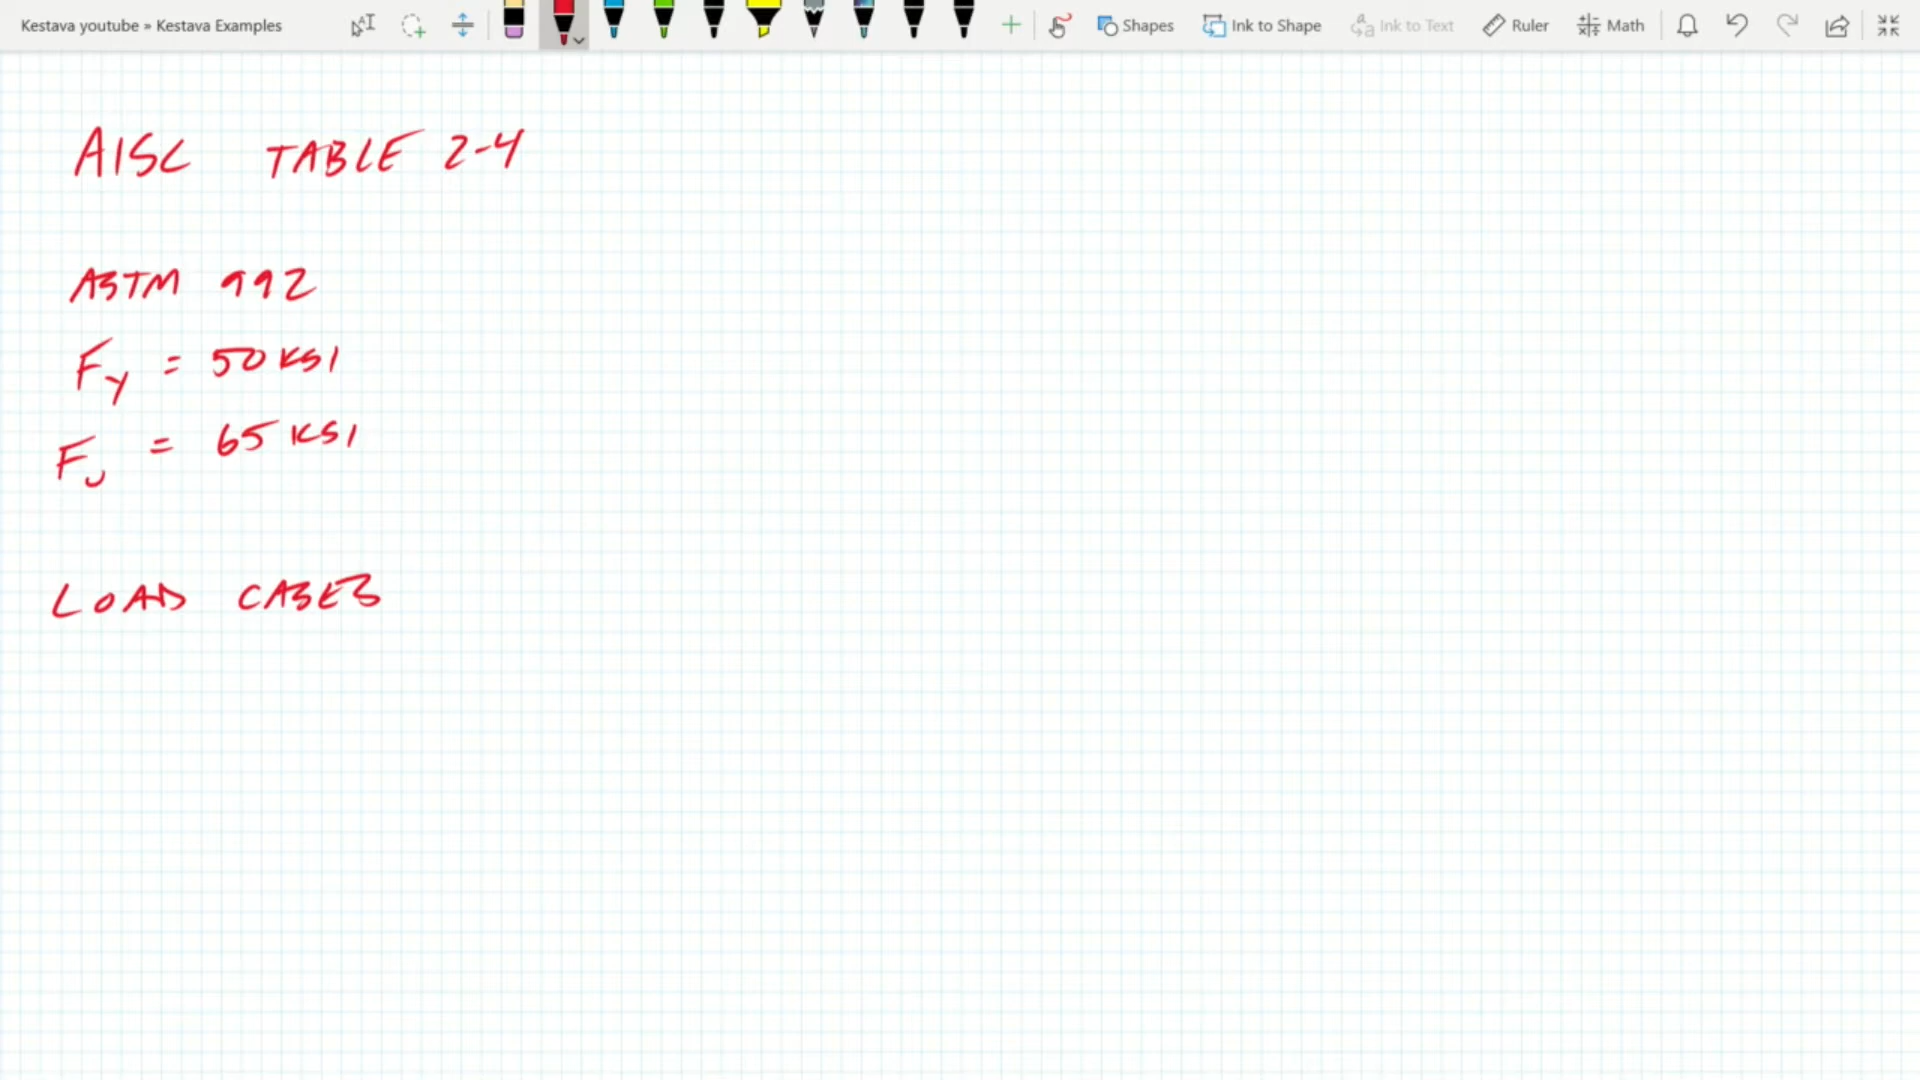 Kestava youtube » Kestava Examples Shapes Ink to Shape Ink to Text Ruler Math
AISC TABLE 2-4
ASTM 992
Fy = 50 KSI
Fu = 65 KSI
LOAD CASES